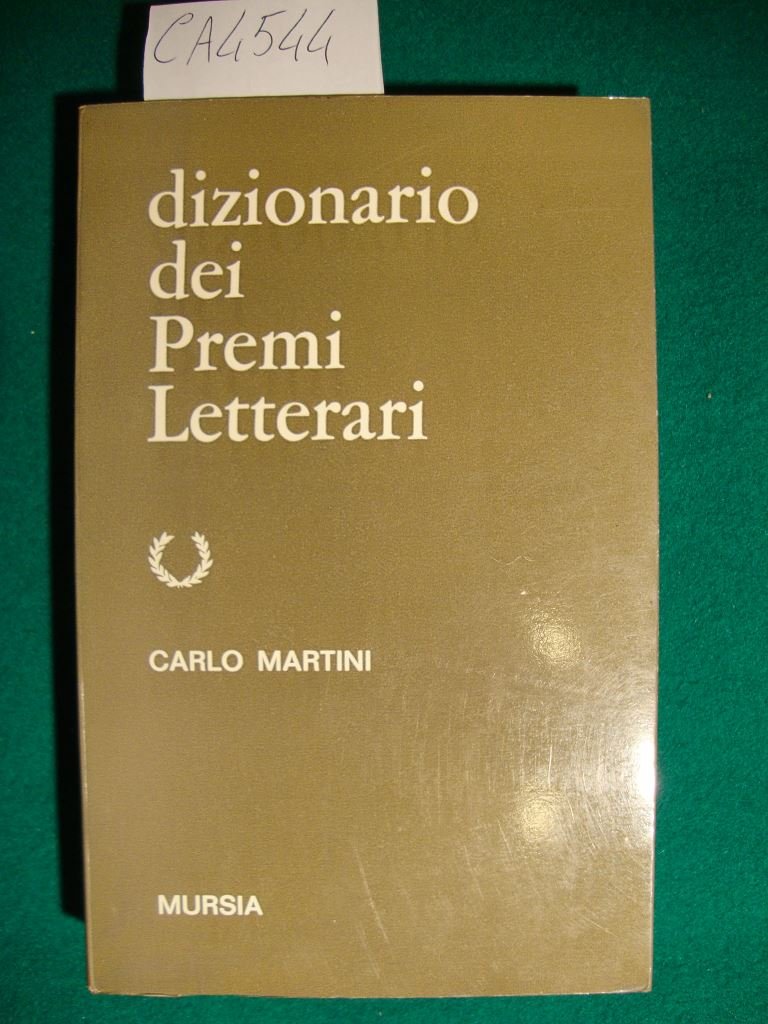 CA4544
dizionario
dei
Premi
Letterari
CARLO MARTINI
MURSIA